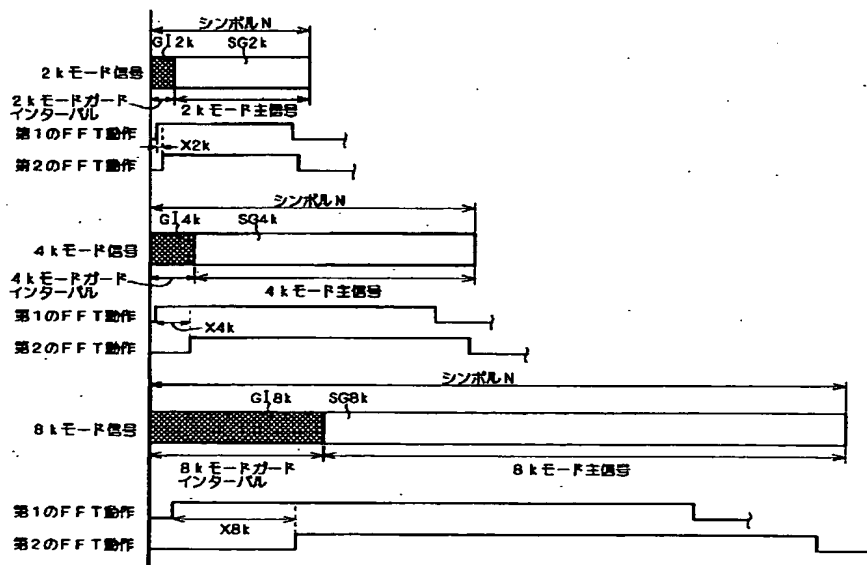 シンボルN
GI2k SG2k
2kモード信号
2kモードガード
インターバル
2kモード主信号
第1のFFT動作
X2k
第2のFFT動作
シンボルN
GI4k SG4k
4kモード信号
4kモードガード
インターバル
4kモード主信号
第1のFFT動作
X4k
第2のFFT動作
シンボルN
GI8k SG8k
8kモード信号
8kモードガード
インターバル
8kモード主信号
第1のFFT動作
X8k
第2のFFT動作